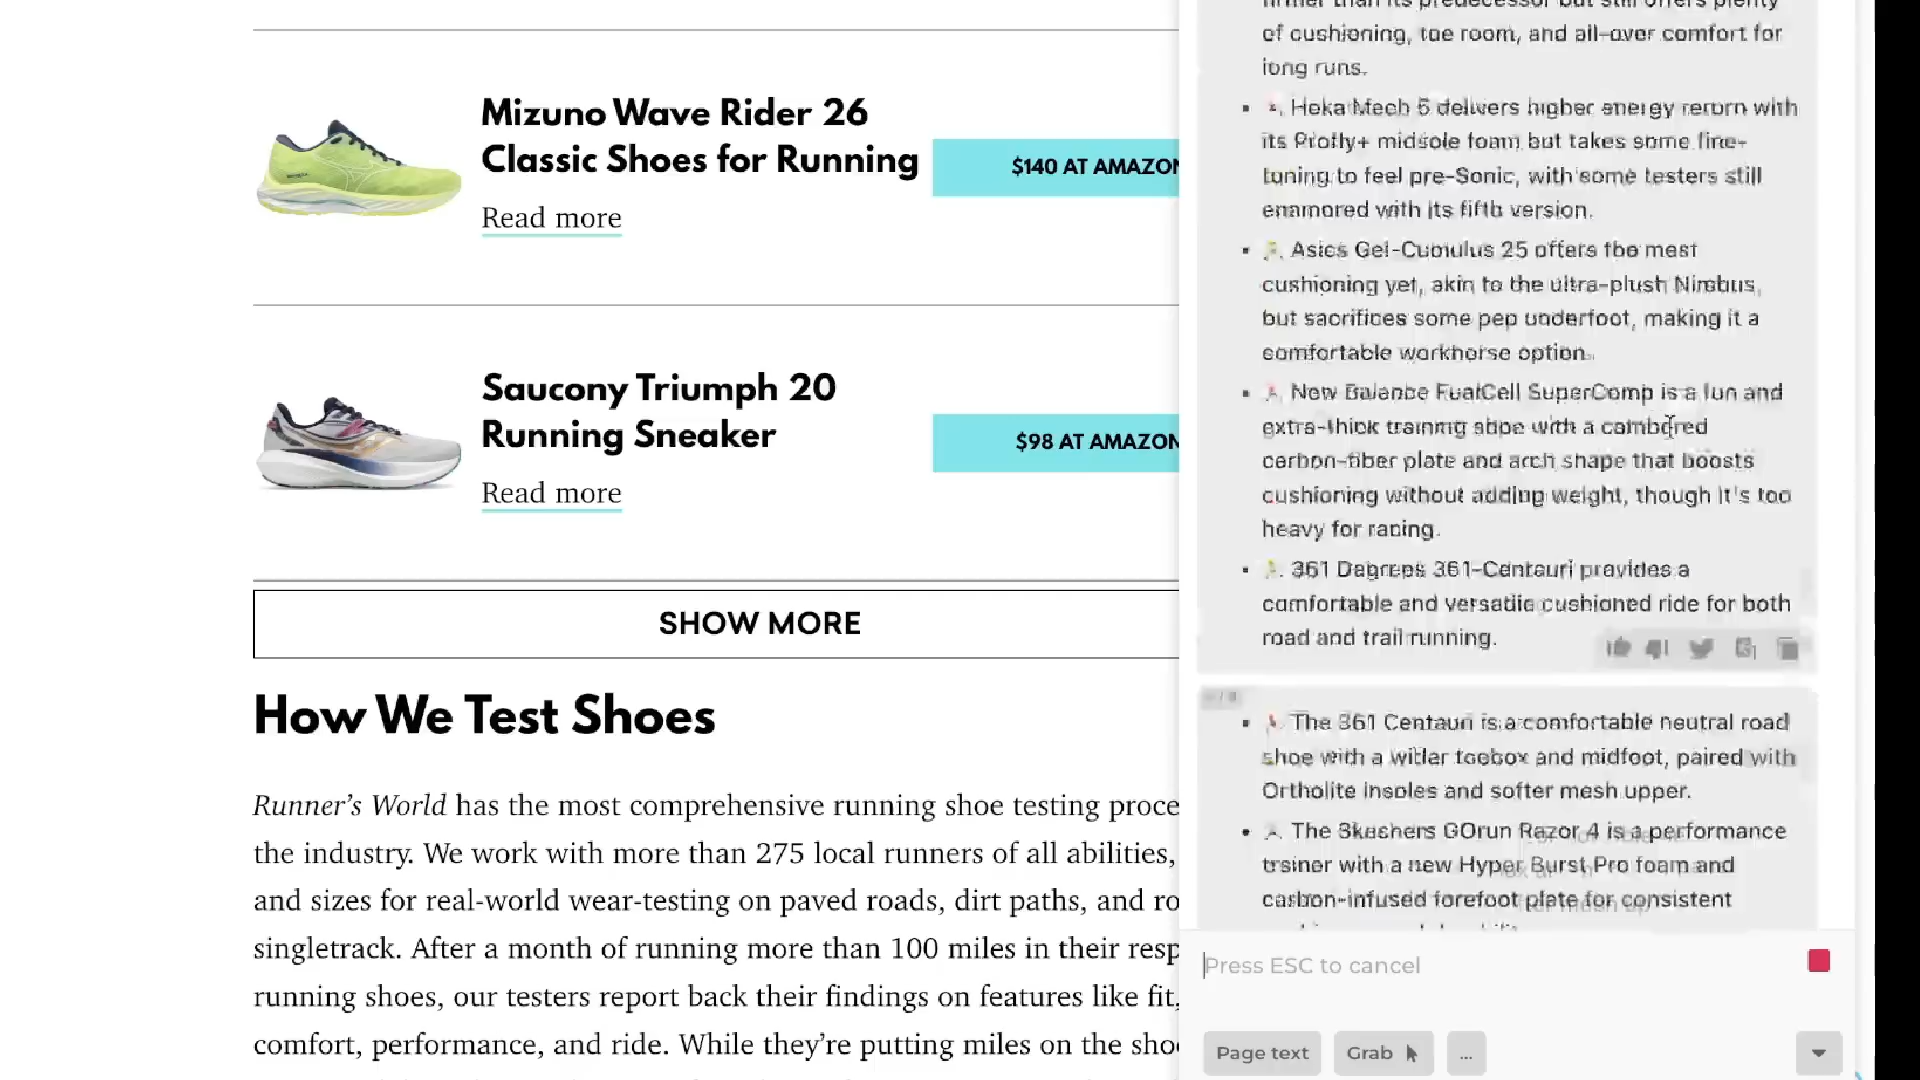 Mizuno Wave Rider 26
Classic Shoes for Running
Read more
$140 AT AMAZON
Saucony Triumph 20
Running Sneaker
Read more
$98 AT AMAZON
SHOW MORE
How We Test Shoes
Runner's World has the most comprehensive running shoe testing proce
the industry. We work with more than 275 local runners of all abilities,
and sizes for real-world wear-testing on paved roads, dirt paths, and ro
singletrack. After a month of running more than 100 miles in their resp
running shoes, our testers report back their findings on features like fit,
comfort, performance, and ride. While they're putting miles on the sho
of cushioning, toe room, and all-over comfort for
long runs.
5 delivers higher energy with
its midsole foam but takes some fine-
tuning to feel pre-Sonic, with some testers still
enamored with its fifth version.
Asics Gel-Cumulus 25 offers the most
cushioning yet, akin to the ultra-plush Nimbus,
but sacrifices some pep underfoot, making it a
comfortable workhorse option.
New Balance FuelCell SuperComp is a fun and
extra-thick training shoe with a
carbon-fiber plate and arch shape that boosts
cushioning without adding weight, though it's too
heavy for racing.
361 Degrees 361-Centauri provides a
comfortable and cushioned ride for both
road and trail running.
The 361 Centauri is a comfortable neutral road
shoe with a toebox and midfoot, paired with
Ortholite insoles and softer mesh upper.
The Skechers GOrun Razor 4 is a performance
trainer with a new Hyper Burst Pro foam and
carbon-infused forefoot plate for consistent
Press ESC to cancel
Page text
Grab
...